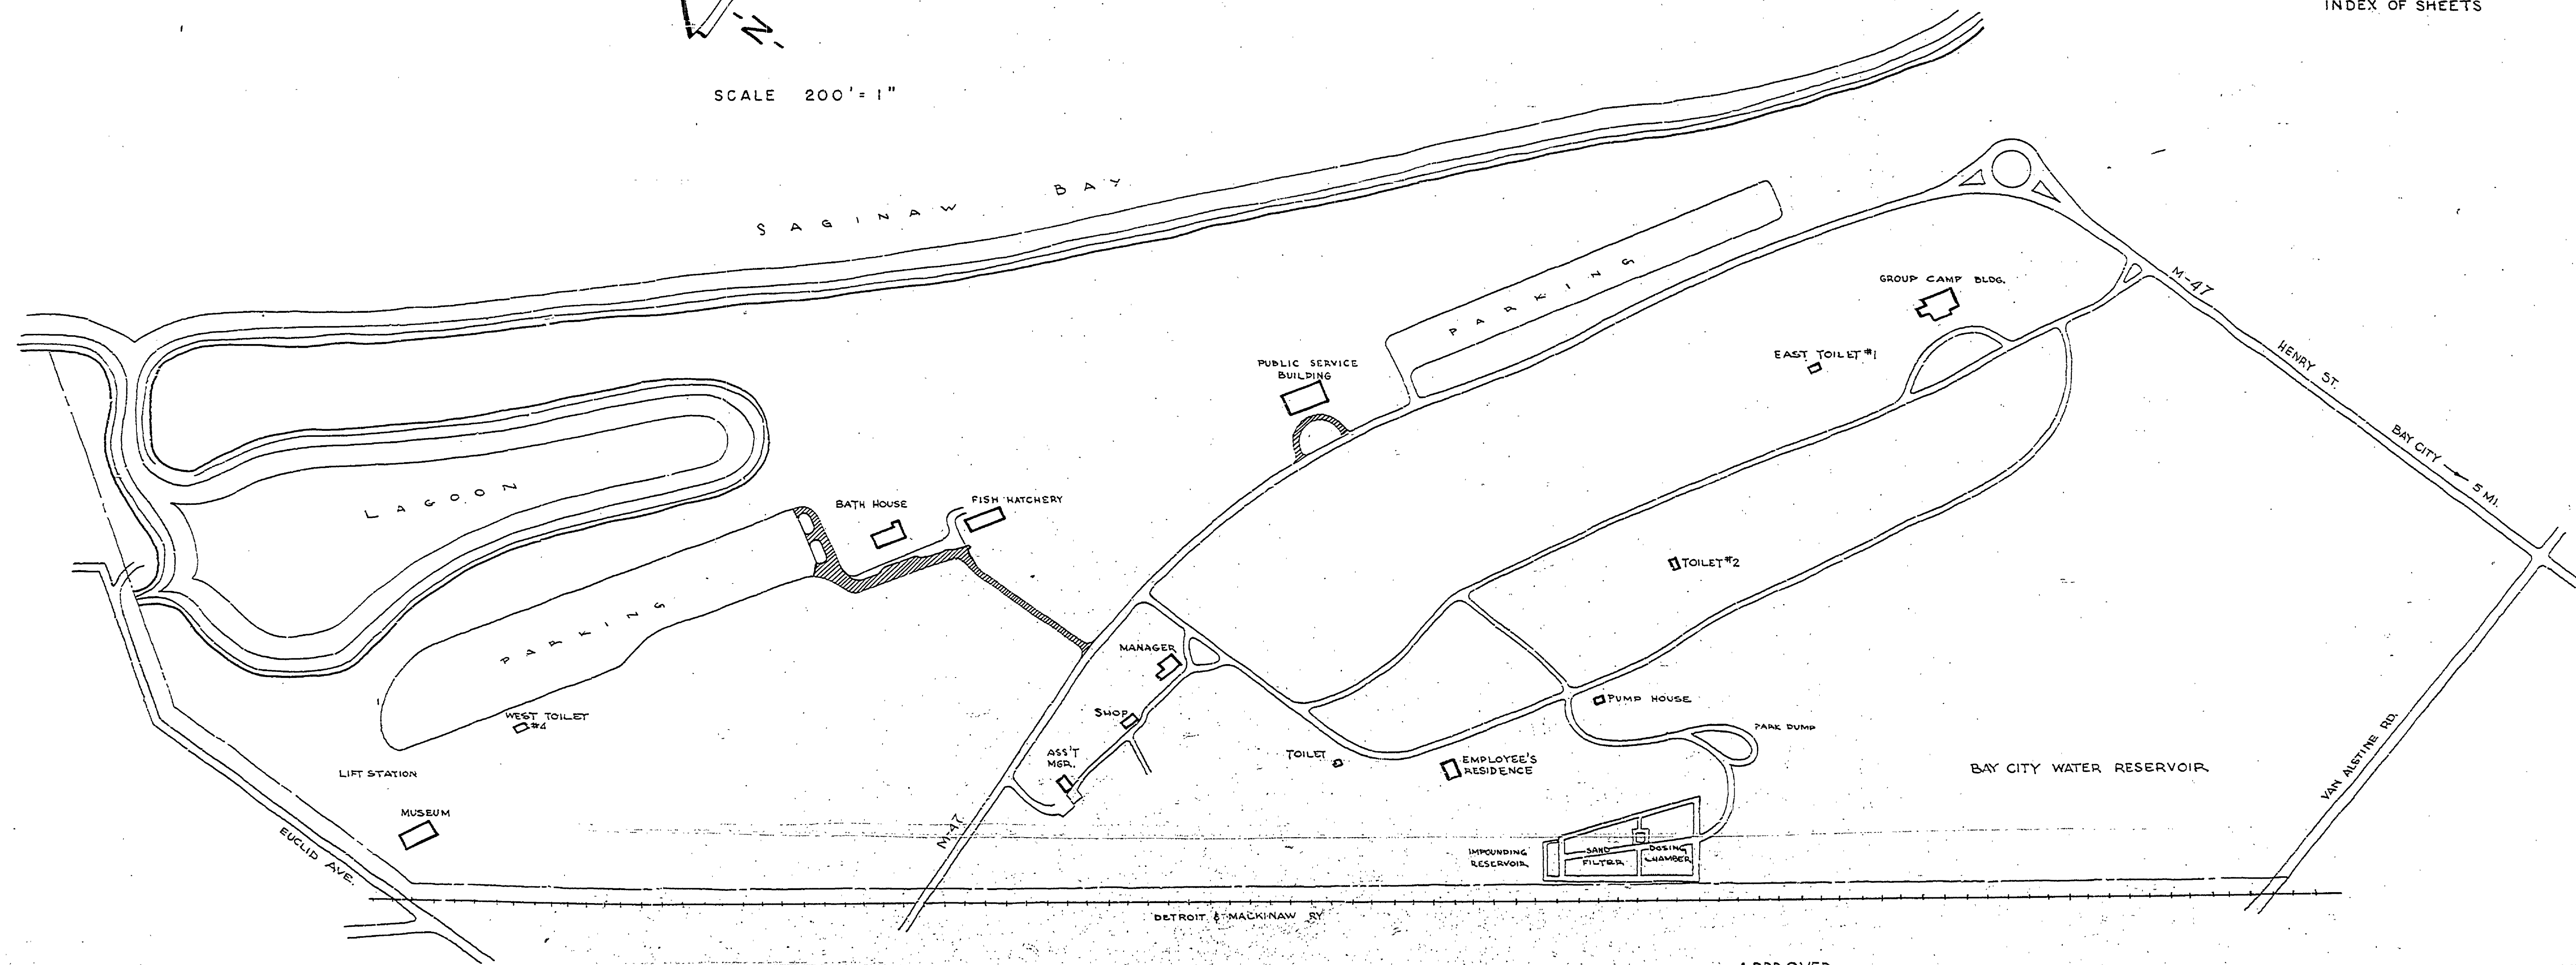 INDEX OF SHEETS
N
SCALE 200'=1"
SAGINAW BAY
PARKING
GROUP CAMP BLDG.
M-47
HENRY ST.
BAY CITY 5 MI.
EAST TOILET #1
PUBLIC SERVICE
BUILDING
LAGOON
BATH HOUSE
FISH HATCHERY
TOILET #2
PARKING
MANAGER
PUMP HOUSE
SHOP
WEST TOILET
#4
PARK DUMP
ASS'T
MGR.
TOILET
EMPLOYEE'S
RESIDENCE
VAN ALSTINE RD.
BAY CITY WATER RESERVOIR
LIFT STATION
MUSEUM
EUCLID AVE.
M-47
IMPOUNDING
RESERVOIR
SAND
FILTER
DOSING
CHAMBER
DETROIT & MACKINAW RY